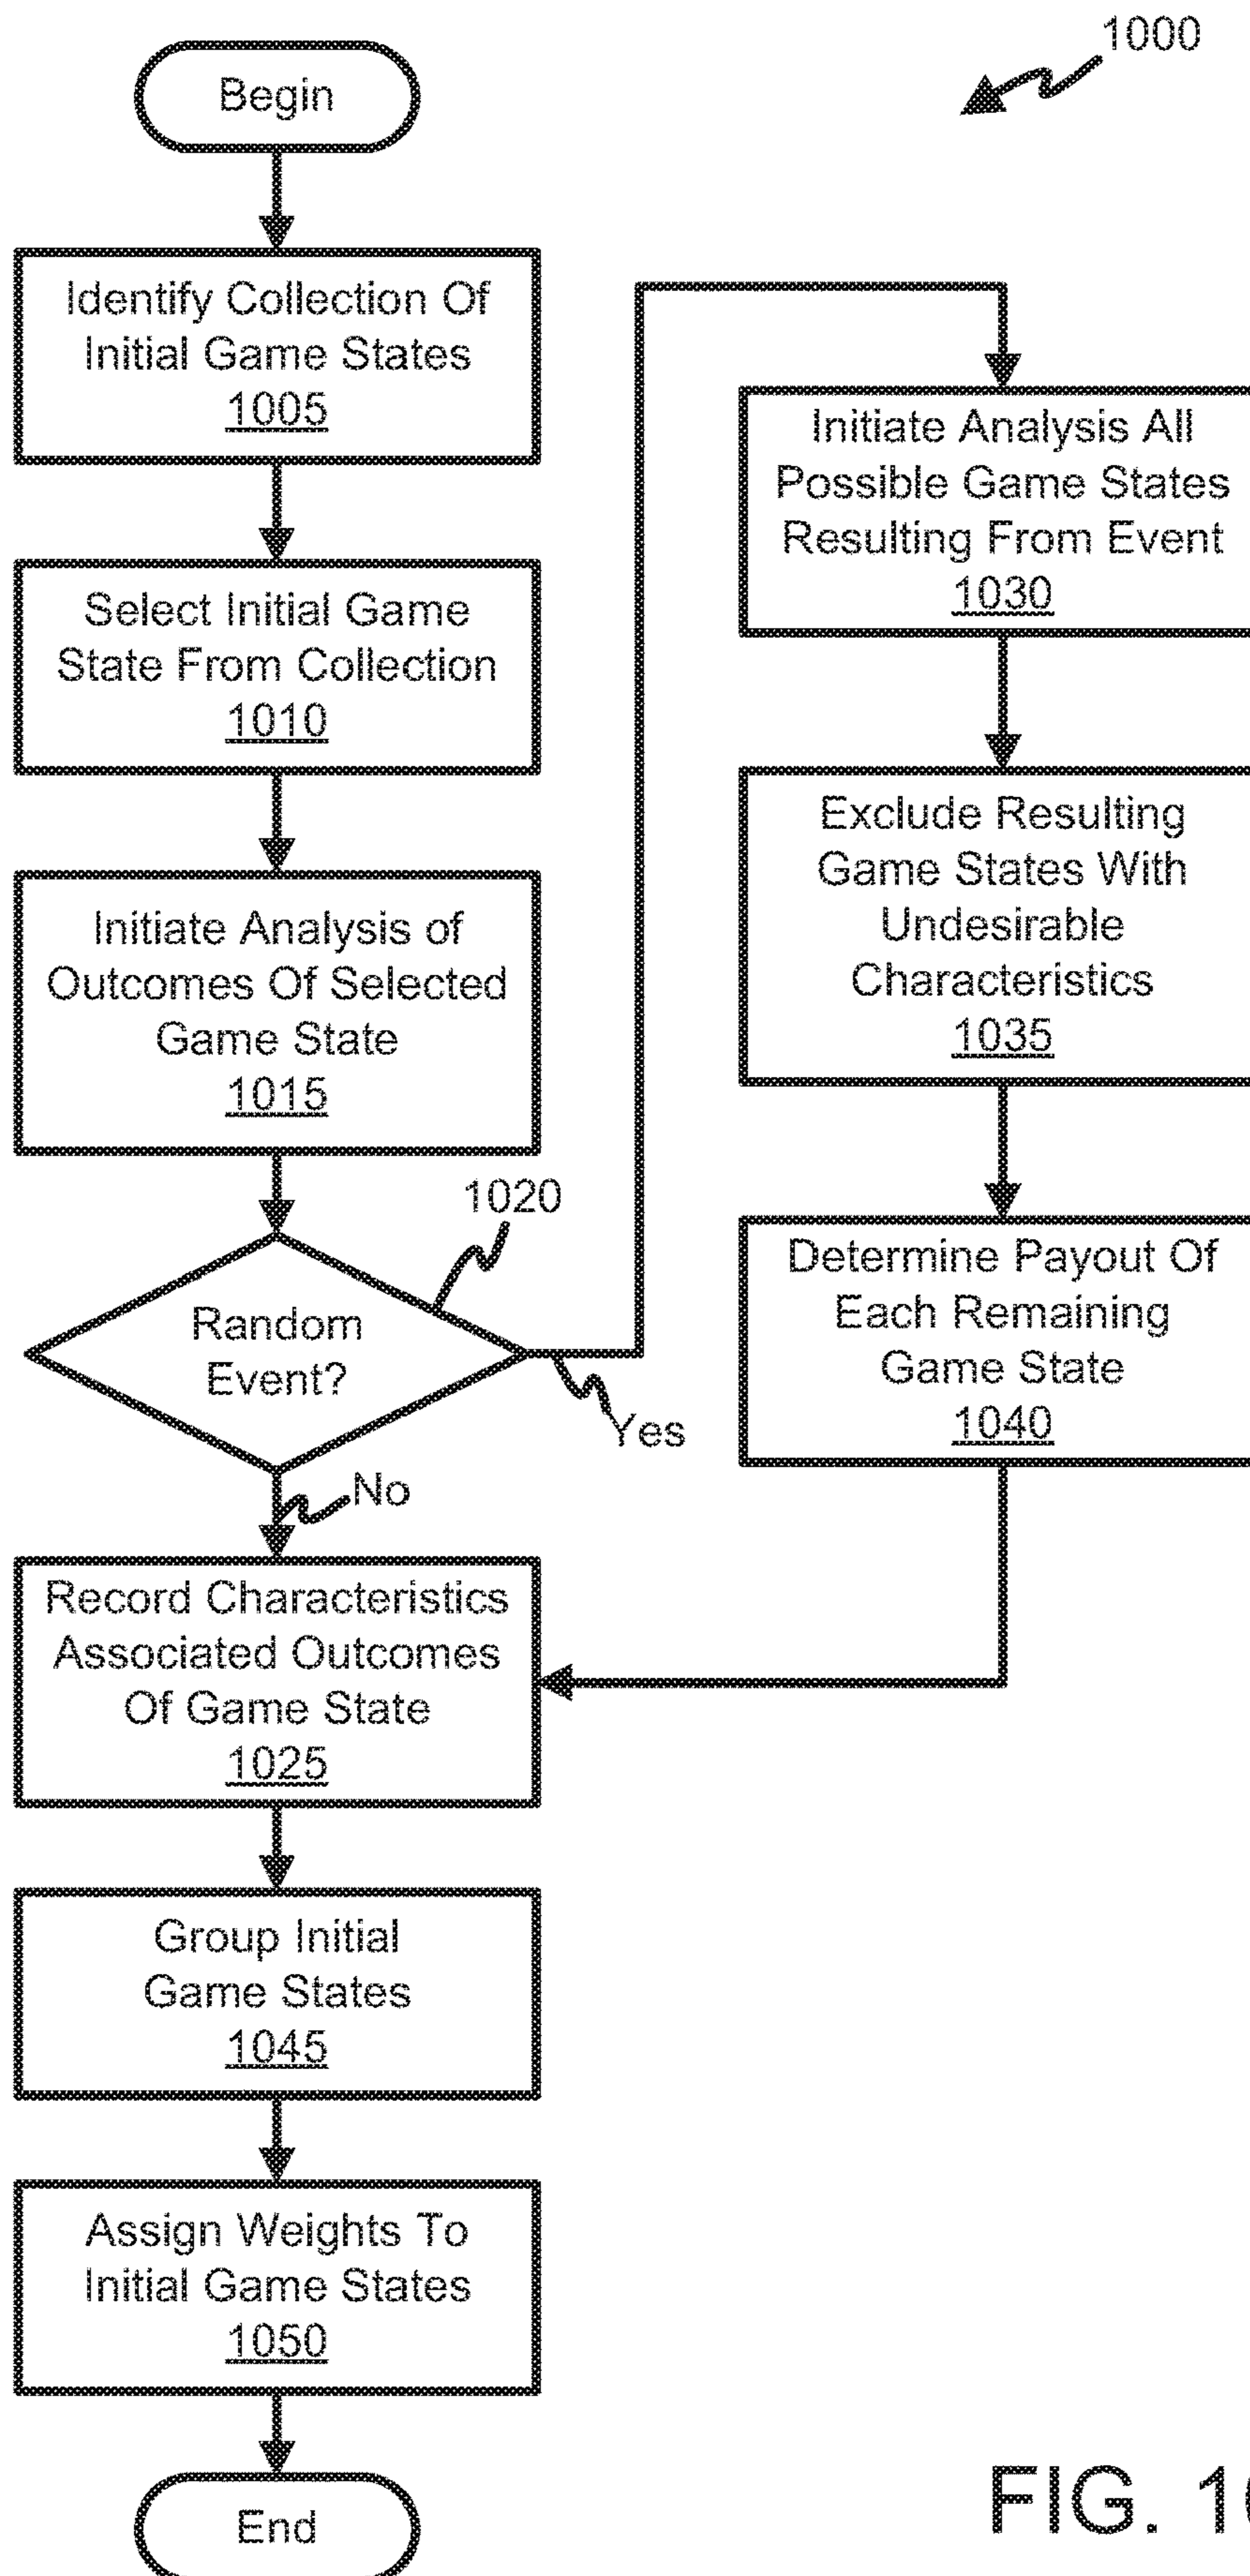 1000
Begin
Identify Collection Of
Initial Game States
1005
Select Initial Game
State From Collection
1010
Initiate Analysis of
Outcomes Of Selected
Game State
1015
1020
Random
Event?
Yes
No
Record Characteristics
Associated Outcomes
Of Game State
1025
Initiate Analysis All
Possible Game States
Resulting From Event
1030
Exclude Resulting
Game States With
Undesirable
Characteristics
1035
Determine Payout Of
Each Remaining
Game State
1040
Group Initial
Game States
1045
Assign Weights To
Initial Game States
1050
End
FIG.